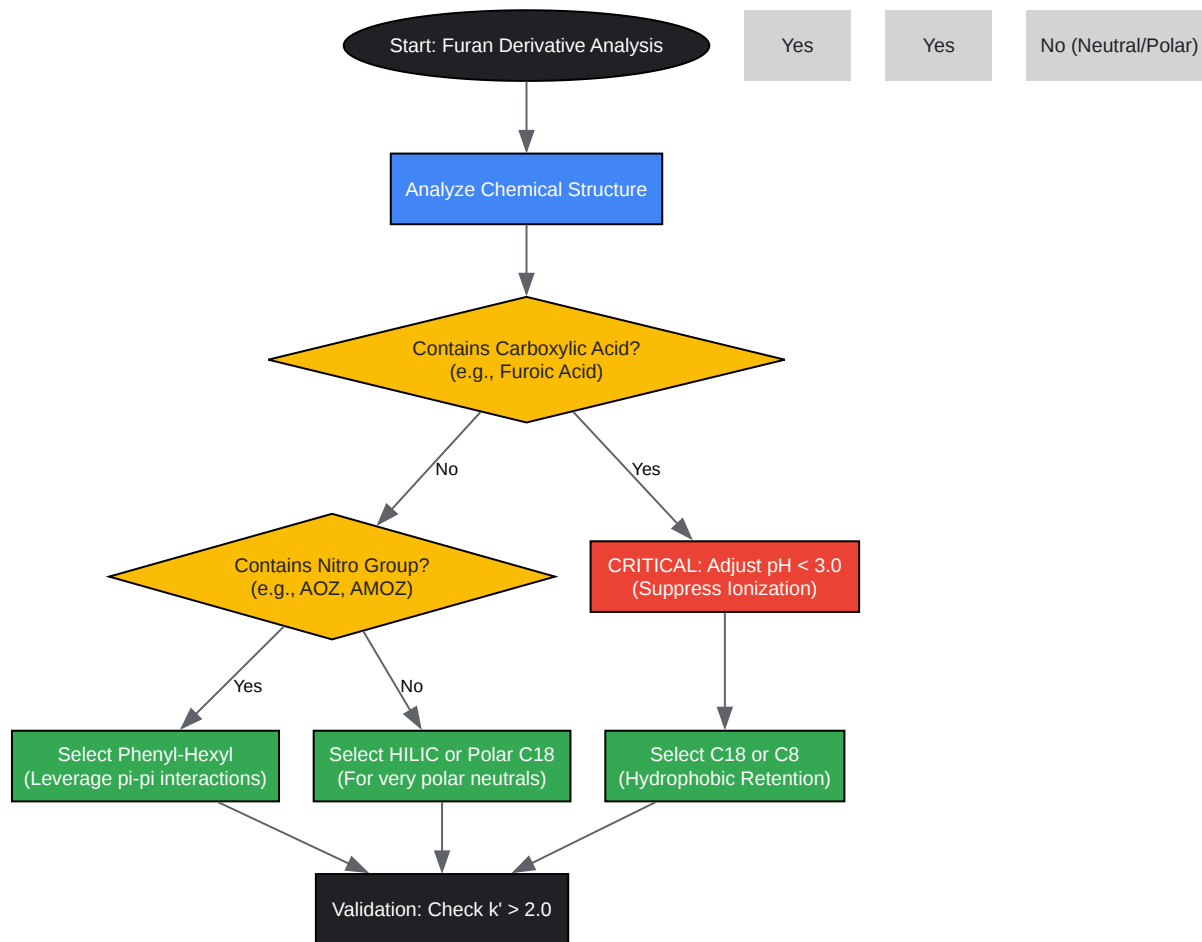 Start: Furan Derivative Analysis
Yes
Yes
No (Neutral/Polar)
Analyze Chemical Structure
Contains Carboxylic Acid?
(e.g., Furoic Acid)
No
Yes
Contains Nitro Group?
(e.g., AOZ, AMOZ)
CRITICAL: Adjust pH < 3.0
(Suppress Ionization)
Yes
No
Select Phenyl-Hexyl
(Leverage pi-pi interactions)
Select HILIC or Polar C18
(For very polar neutrals)
Select C18 or C8
(Hydrophobic Retention)
Validation: Check k' > 2.0